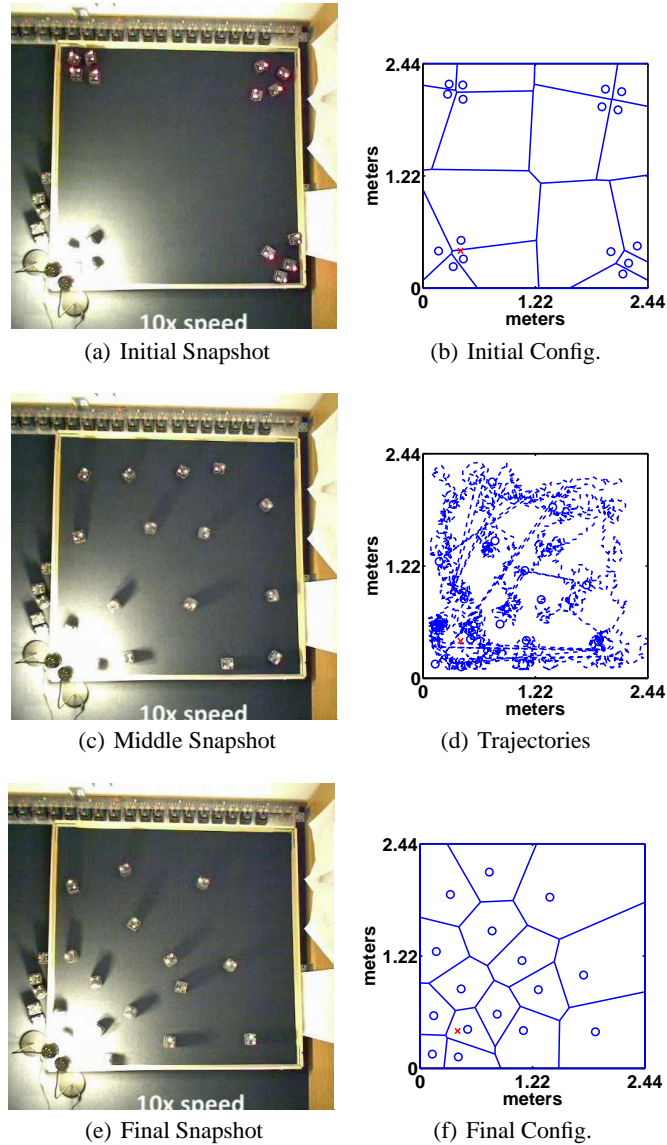 2.44
1.22
meters
0
1.22
2.44
meters
10x speed
(a) Initial Snapshot
(b) Initial Config.
2.44
1.22
meters
0
0
1.22
2.44
meters
10x speed
(c) Middle Snapshot
(d) Trajectories
2.44
1.22
meters
0
0
1.22
2.44
meters
10x speed
(e) Final Snapshot
(f) Final Config.